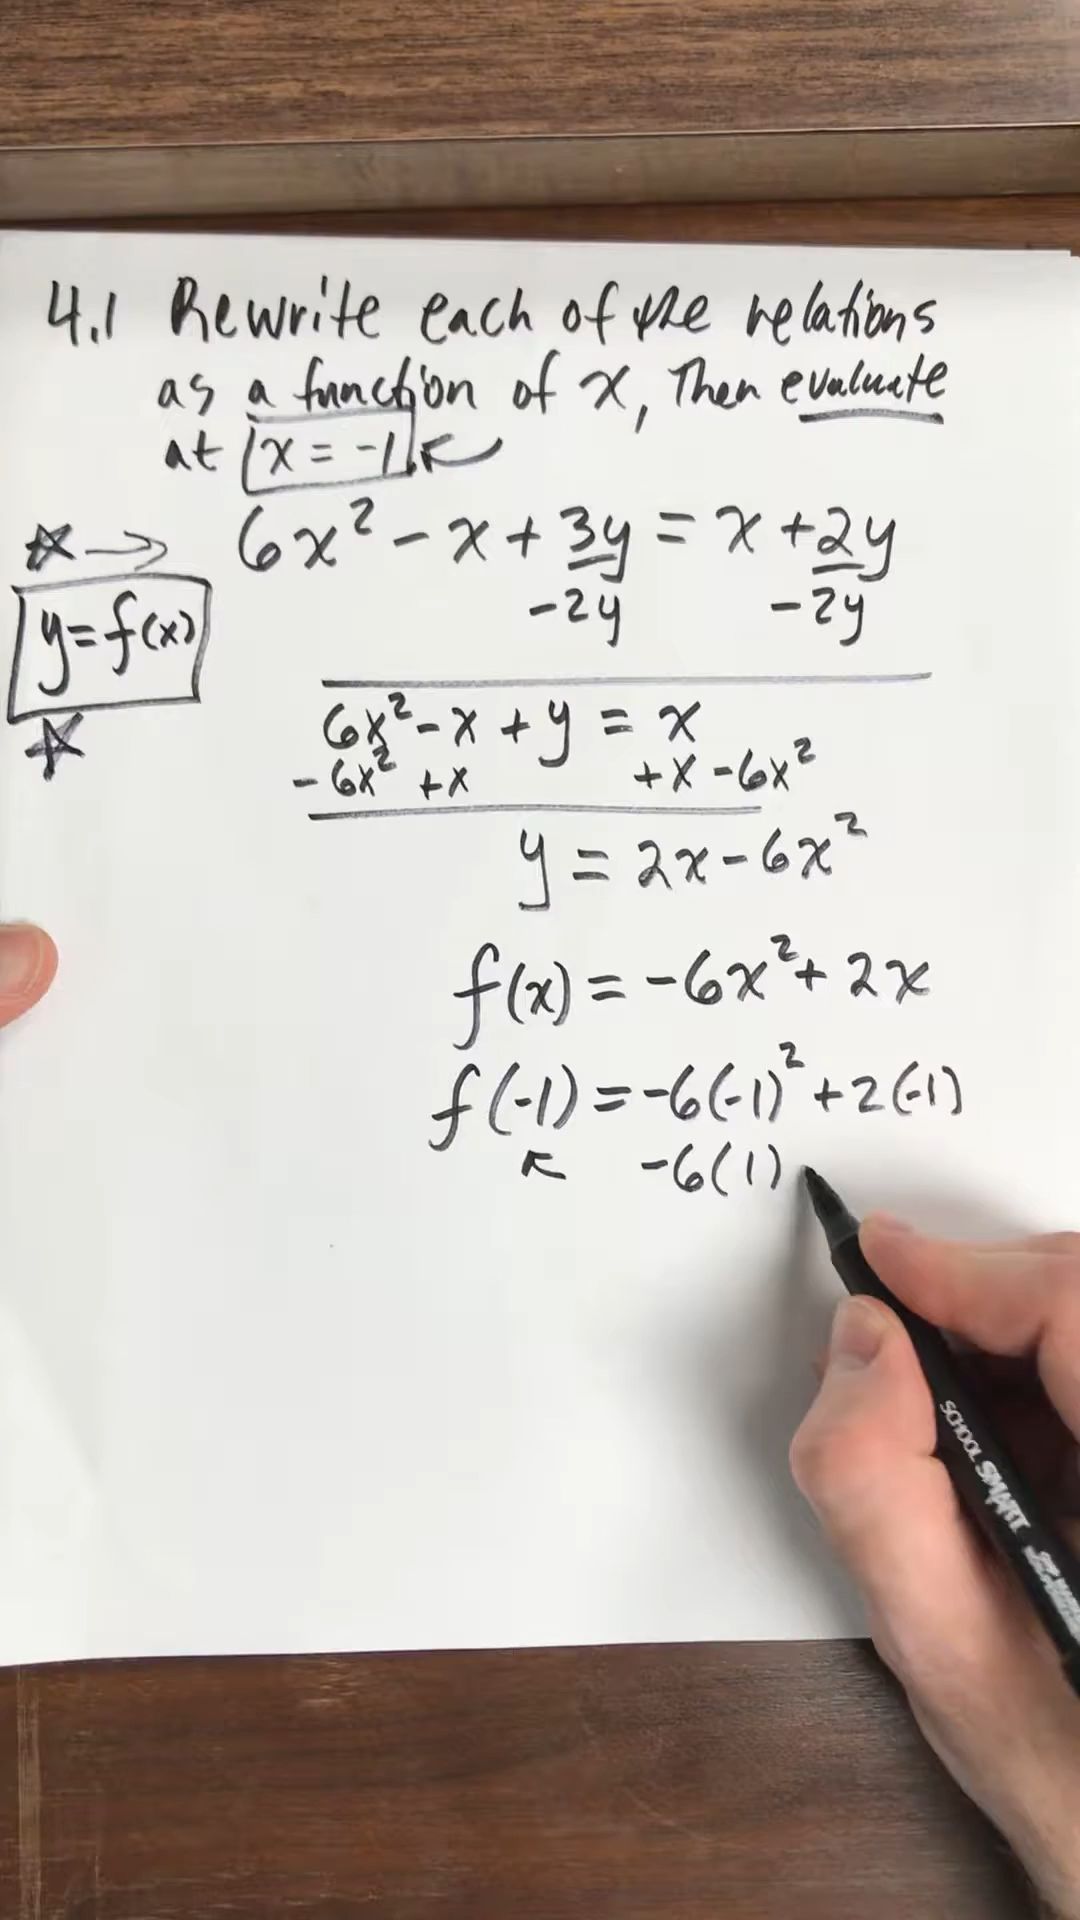 4.1 Rewrite each of the relations
as a function of x, Then evaluate
at x = -1
6x² - x + 3y = x + 2y
-2y -2y
y = f(x)
6x² - x + y = x
- 6x² + x + x - 6x²
y = 2x - 6x²
f(x) = -6x² + 2x
f(-1) = -6(-1)² + 2(-1)
-6(1)
SCHOOL SMART